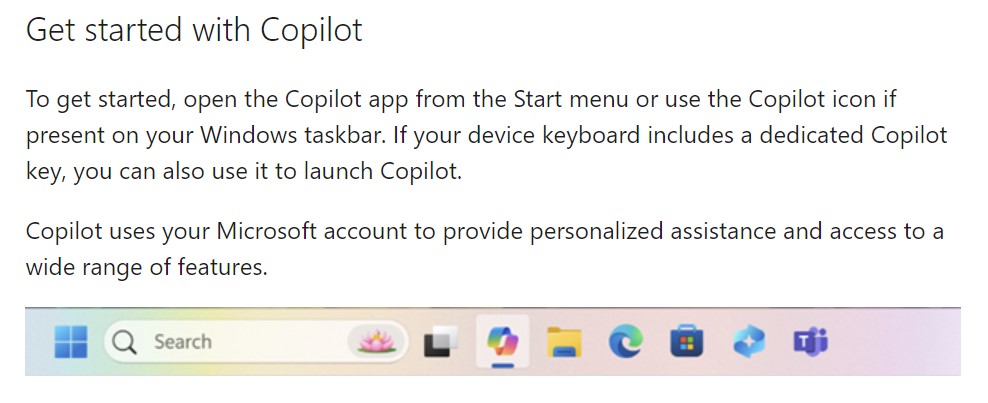 Get started with Copilot
To get started, open the Copilot app from the Start menu or use the Copilot icon if
present on your Windows taskbar. If your device keyboard includes a dedicated Copilot
key, you can also use it to launch Copilot.
Copilot uses your Microsoft account to provide personalized assistance and access to a
wide range of features.
Search
T